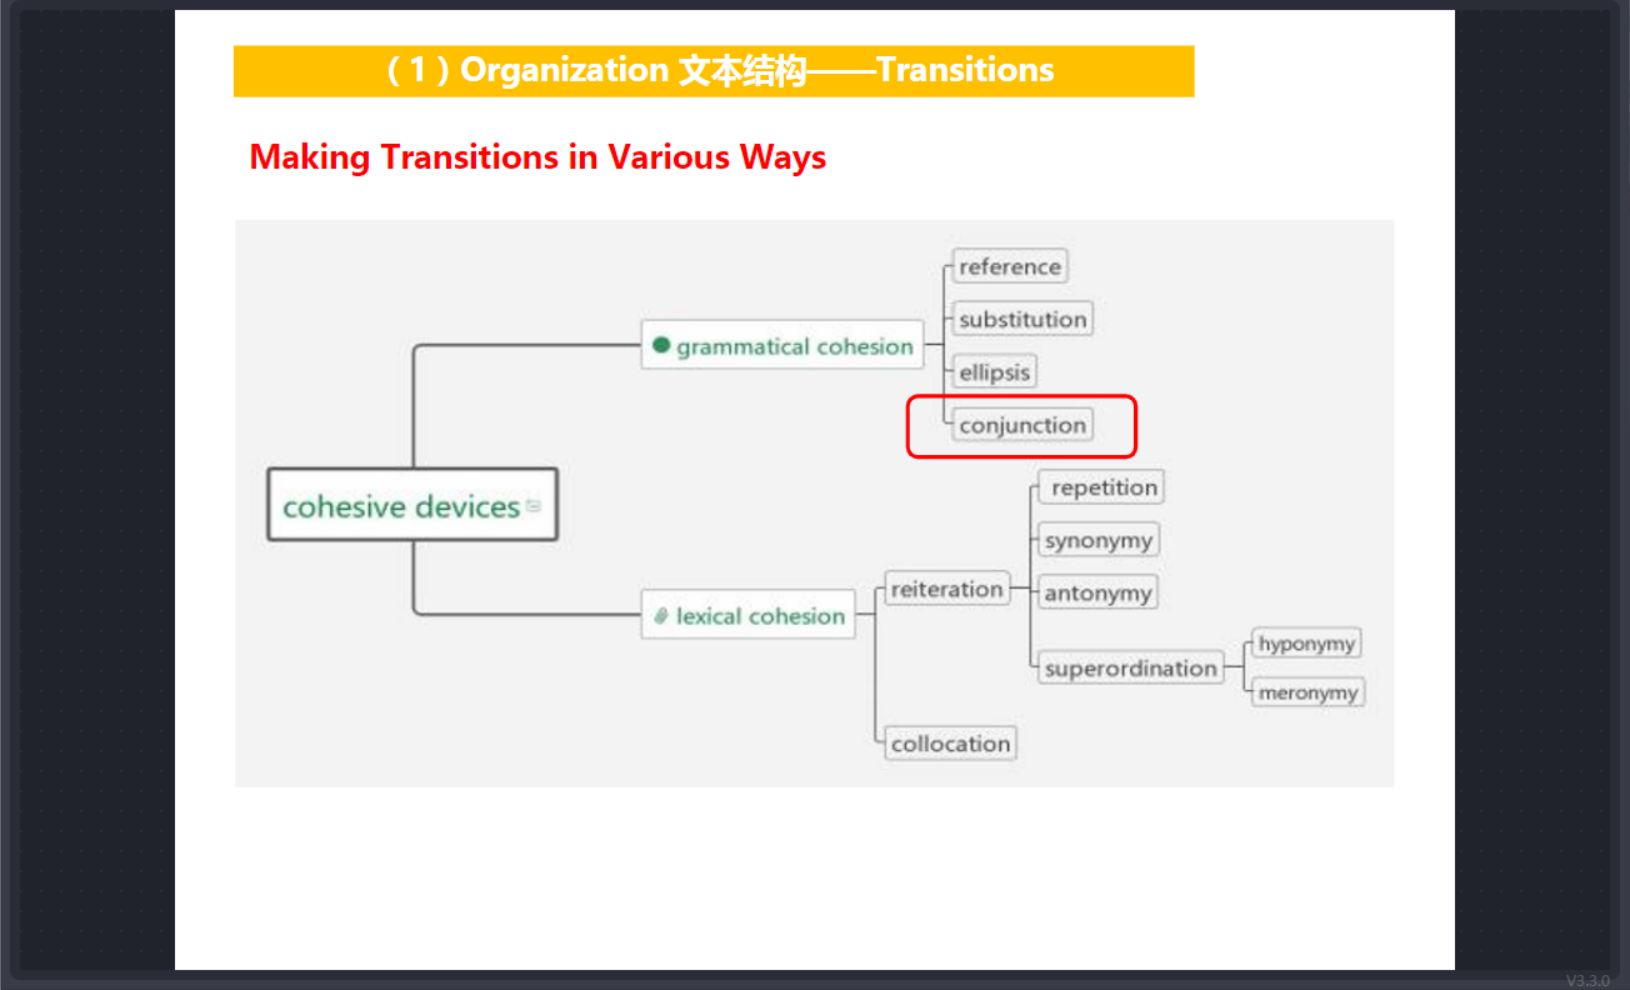 （1）Organization 文本结构——Transitions
Making Transitions in Various Ways
reference
substitution
grammatical cohesion
ellipsis
conjunction
cohesive devices
repetition
synonymy
reiteration
antonymy
lexical cohesion
hyponymy
superordination
meronymy
collocation
V3.3.0